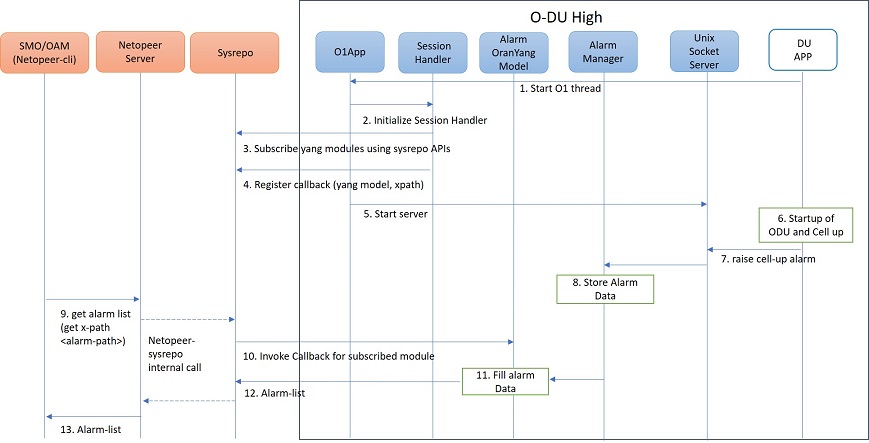 O-DU High
SMO/OAM
(Netopeer-cli)
Netopeer
Server
Sysrepo
O1App
Session
Handler
Alarm
OranYang
Model
Alarm
Manager
Unix
Socket
Server
DU
APP
1. Start O1 thread
2. Initialize Session Handler
3. Subscribe yang modules using sysrepo APIs
4. Register callback (yang model, xpath)
5. Start server
6. Startup of
ODU and Cell up
7. raise cell-up alarm
8. Store Alarm
Data
9. get alarm list
(get x-path
<alarm-path>)
Netopeer-
sysrepo
internal call
10. Invoke Callback for subscribed module
11. Fill alarm
Data
12. Alarm-list
13. Alarm-list